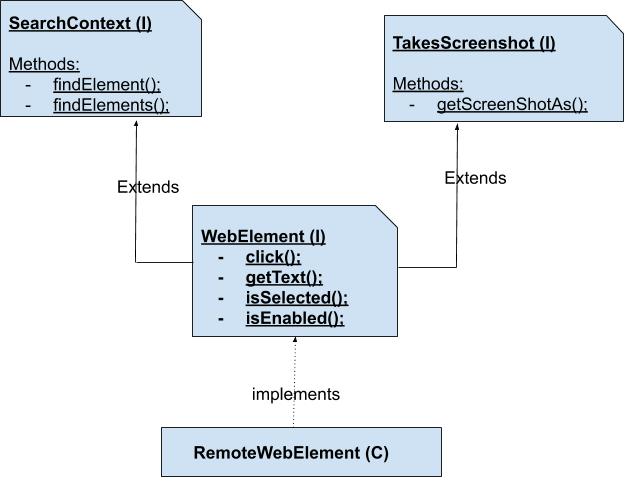 SearchContext (I)
Methods:
- findElement();
- findElements();
TakesScreenshot (I)
Methods:
- getScreenShotAs();
Extends
Extends
WebElement (I)
- click();
- getText();
- isSelected();
- isEnabled();
implements
RemoteWebElement (C)